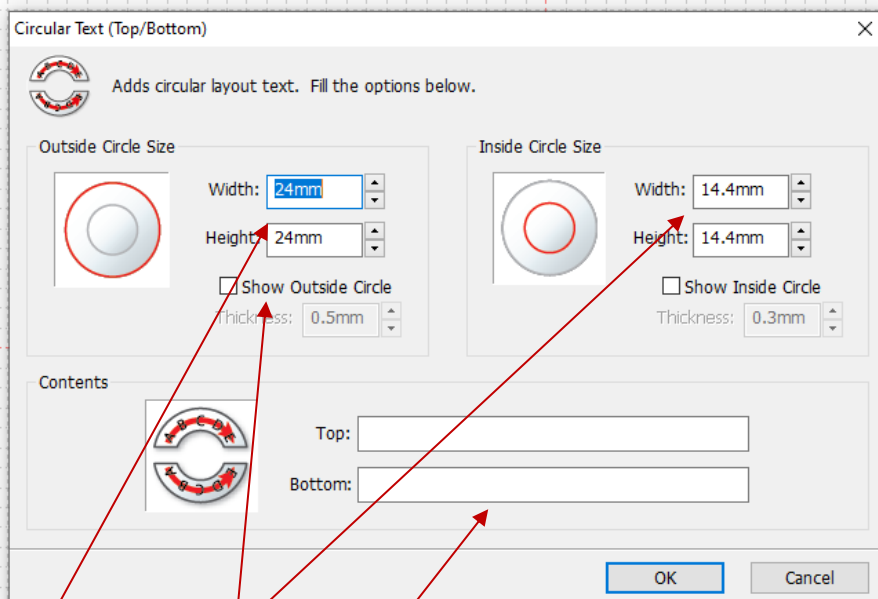 Circular Text (Top/Bottom)
Adds circular layout text. Fill the options below.
Outside Circle Size
Width: 24mm
Height: 24mm
Show Outside Circle
Thickness: 0.5mm
Inside Circle Size
Width: 14.4mm
Height: 14.4mm
Show Inside Circle
Thickness: 0.3mm
Contents
A B C D E
A B C D E
Top:
Bottom:
OK
Cancel